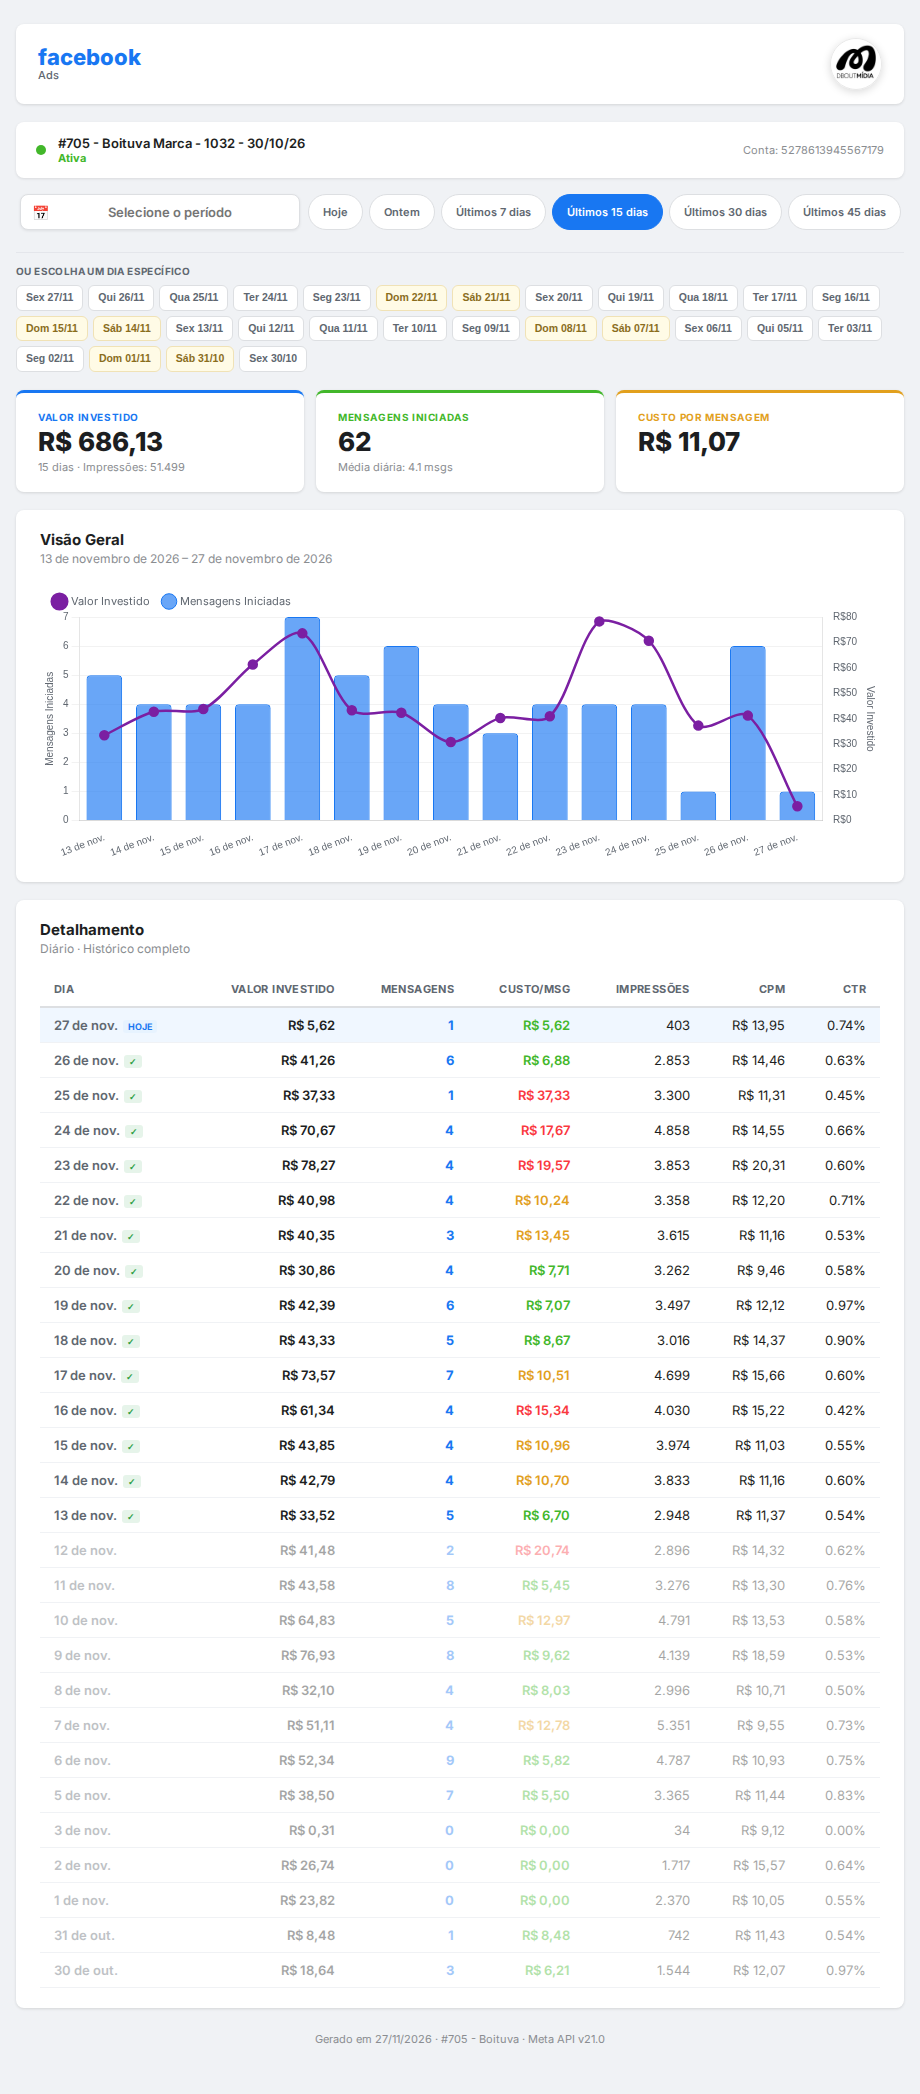 facebook
Ads
DBOUTMÍDIA
#705 - Boituva Marca - 1032 - 30/10/26
Ativa
Conta: 5278613945567179
📅 Selecione o período
Hoje
Ontem
Últimos 7 dias
Últimos 15 dias
Últimos 30 dias
Últimos 45 dias
OU ESCOLHA UM DIA ESPECÍFICO
Sex 27/11 Qui 26/11 Qua 25/11 Ter 24/11 Seg 23/11 Dom 22/11 Sáb 21/11 Sex 20/11 Qui 19/11 Qua 18/11 Ter 17/11 Seg 16/11
Dom 15/11 Sáb 14/11 Sex 13/11 Qui 12/11 Qua 11/11 Ter 10/11 Seg 09/11 Dom 08/11 Sáb 07/11 Sex 06/11 Qui 05/11 Ter 03/11
Seg 02/11 Dom 01/11 Sáb 31/10 Sex 30/10
VALOR INVESTIDO
R$ 686,13
15 dias · Impressões: 51.499
MENSAGENS INICIADAS
62
Média diária: 4.1 msgs
CUSTO POR MENSAGEM
R$ 11,07
Visão Geral
13 de novembro de 2026 – 27 de novembro de 2026
Valor Investido Mensagens Iniciadas
Mensagens Iniciadas
7
6
5
4
3
2
1
0
R$80
R$70
R$60
R$50
R$40
R$30
R$20
R$10
R$0
Valor Investido
13 de nov. 14 de nov. 15 de nov. 16 de nov. 17 de nov. 18 de nov. 19 de nov. 20 de nov. 21 de nov. 22 de nov. 23 de nov. 24 de nov. 25 de nov. 26 de nov. 27 de nov.
Detalhamento
Diário · Histórico completo
DIA VALOR INVESTIDO MENSAGENS CUSTO/MSG IMPRESSÕES CPM CTR
27 de nov. HOJE R$ 5,62 1 R$ 5,62 403 R$ 13,95 0.74%
26 de nov. ✓ R$ 41,26 6 R$ 6,88 2.853 R$ 14,46 0.63%
25 de nov. ✓ R$ 37,33 1 R$ 37,33 3.300 R$ 11,31 0.45%
24 de nov. ✓ R$ 70,67 4 R$ 17,67 4.858 R$ 14,55 0.66%
23 de nov. ✓ R$ 78,27 4 R$ 19,57 3.853 R$ 20,31 0.60%
22 de nov. ✓ R$ 40,98 4 R$ 10,24 3.358 R$ 12,20 0.71%
21 de nov. ✓ R$ 40,35 3 R$ 13,45 3.615 R$ 11,16 0.53%
20 de nov. ✓ R$ 30,86 4 R$ 7,71 3.262 R$ 9,46 0.58%
19 de nov. ✓ R$ 42,39 6 R$ 7,07 3.497 R$ 12,12 0.97%
18 de nov. ✓ R$ 43,33 5 R$ 8,67 3.016 R$ 14,37 0.90%
17 de nov. ✓ R$ 73,57 7 R$ 10,51 4.699 R$ 15,66 0.60%
16 de nov. ✓ R$ 61,34 4 R$ 15,34 4.030 R$ 15,22 0.42%
15 de nov. ✓ R$ 43,85 4 R$ 10,96 3.974 R$ 11,03 0.55%
14 de nov. ✓ R$ 42,79 4 R$ 10,70 3.833 R$ 11,16 0.60%
13 de nov. ✓ R$ 33,52 5 R$ 6,70 2.948 R$ 11,37 0.54%
12 de nov. R$ 41,48 2 R$ 20,74 2.896 R$ 14,32 0.62%
11 de nov. R$ 43,58 8 R$ 5,45 3.276 R$ 13,30 0.76%
10 de nov. R$ 64,83 5 R$ 12,97 4.791 R$ 13,53 0.58%
9 de nov. R$ 76,93 8 R$ 9,62 4.139 R$ 18,59 0.53%
8 de nov. R$ 32,10 4 R$ 8,03 2.996 R$ 10,71 0.50%
7 de nov. R$ 51,11 4 R$ 12,78 5.351 R$ 9,55 0.73%
6 de nov. R$ 52,34 9 R$ 5,82 4.787 R$ 10,93 0.75%
5 de nov. R$ 38,50 7 R$ 5,50 3.365 R$ 11,44 0.83%
3 de nov. R$ 0,31 0 R$ 0,00 34 R$ 9,12 0.00%
2 de nov. R$ 26,74 0 R$ 0,00 1.717 R$ 15,57 0.64%
1 de nov. R$ 23,82 0 R$ 0,00 2.370 R$ 10,05 0.55%
31 de out. R$ 8,48 1 R$ 8,48 742 R$ 11,43 0.54%
30 de out. R$ 18,64 3 R$ 6,21 1.544 R$ 12,07 0.97%
Gerado em 27/11/2026 · #705 - Boituva · Meta API v21.0